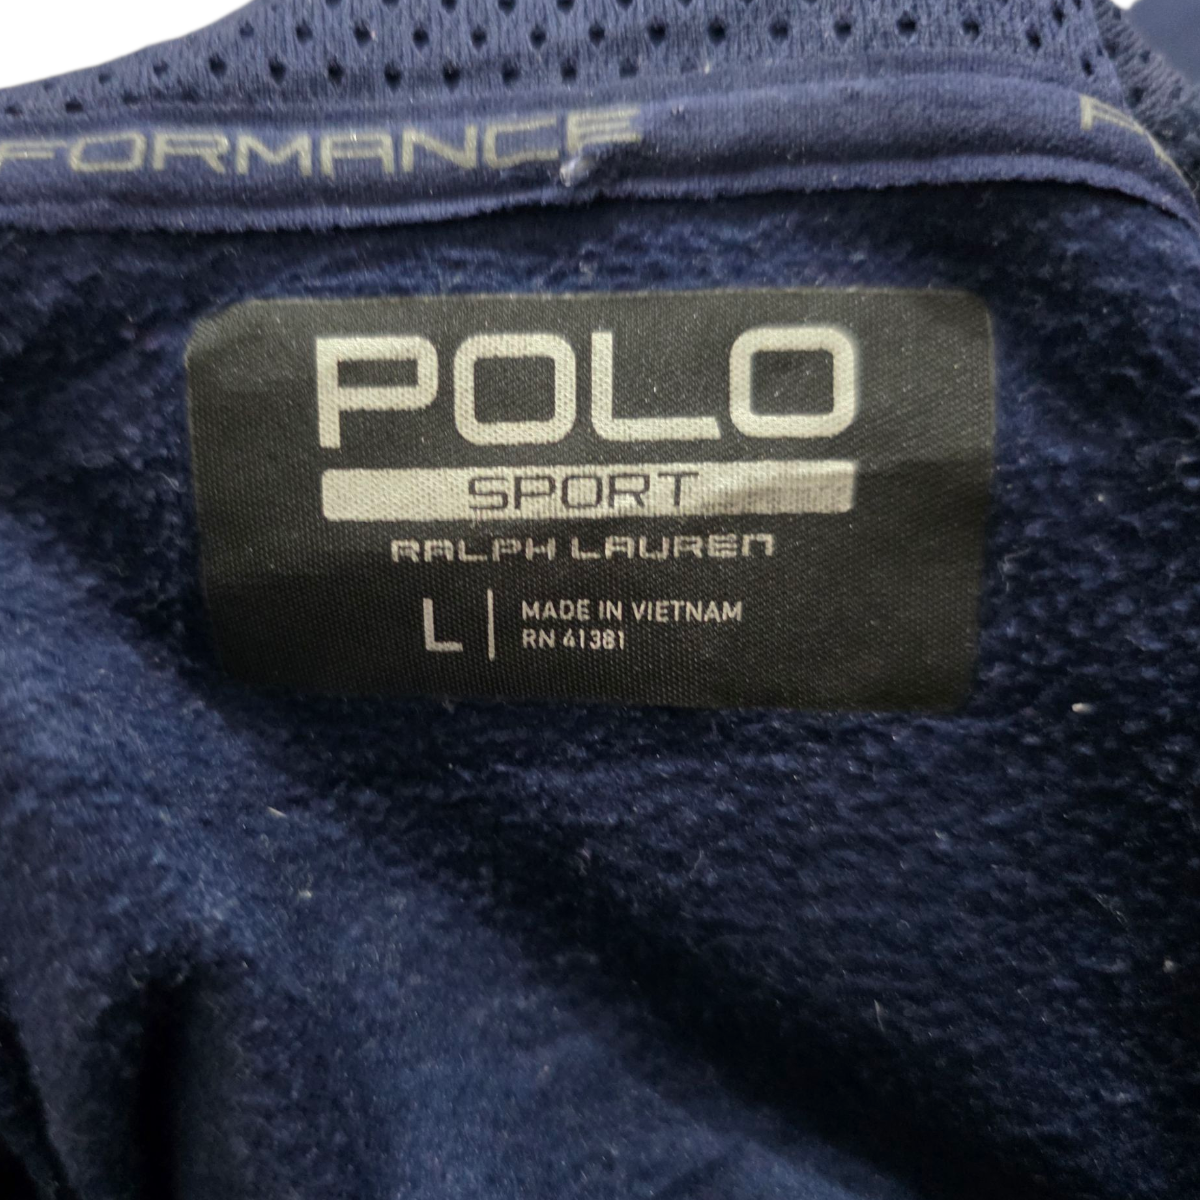 FORMANCE
POLO
SPORT
RALPH LAUREN
L
MADE IN VIETNAM
RN 41381